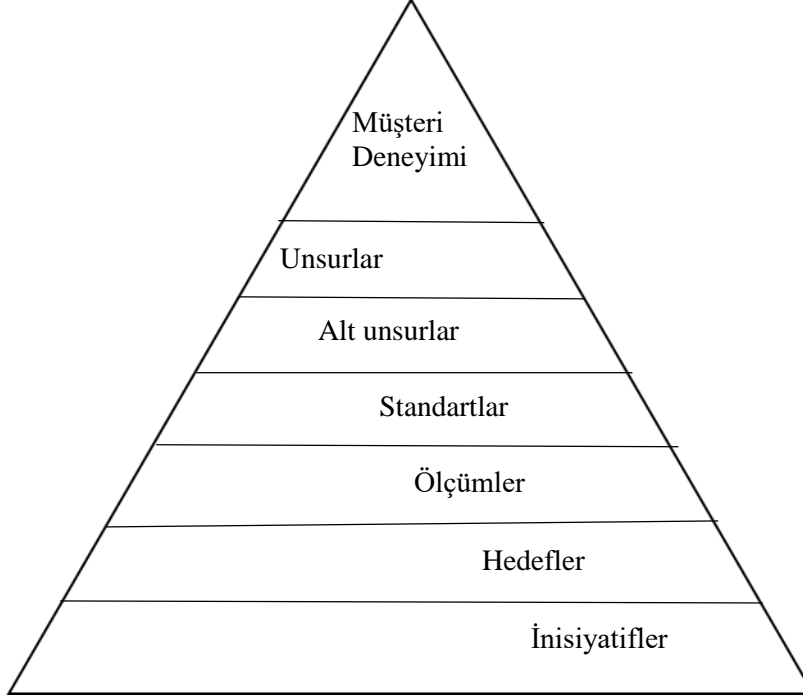 Müşteri
Deneyimi
Unsurlar
Alt unsurlar
Standartlar
Ölçümler
Hedefler
İnisiyatifler